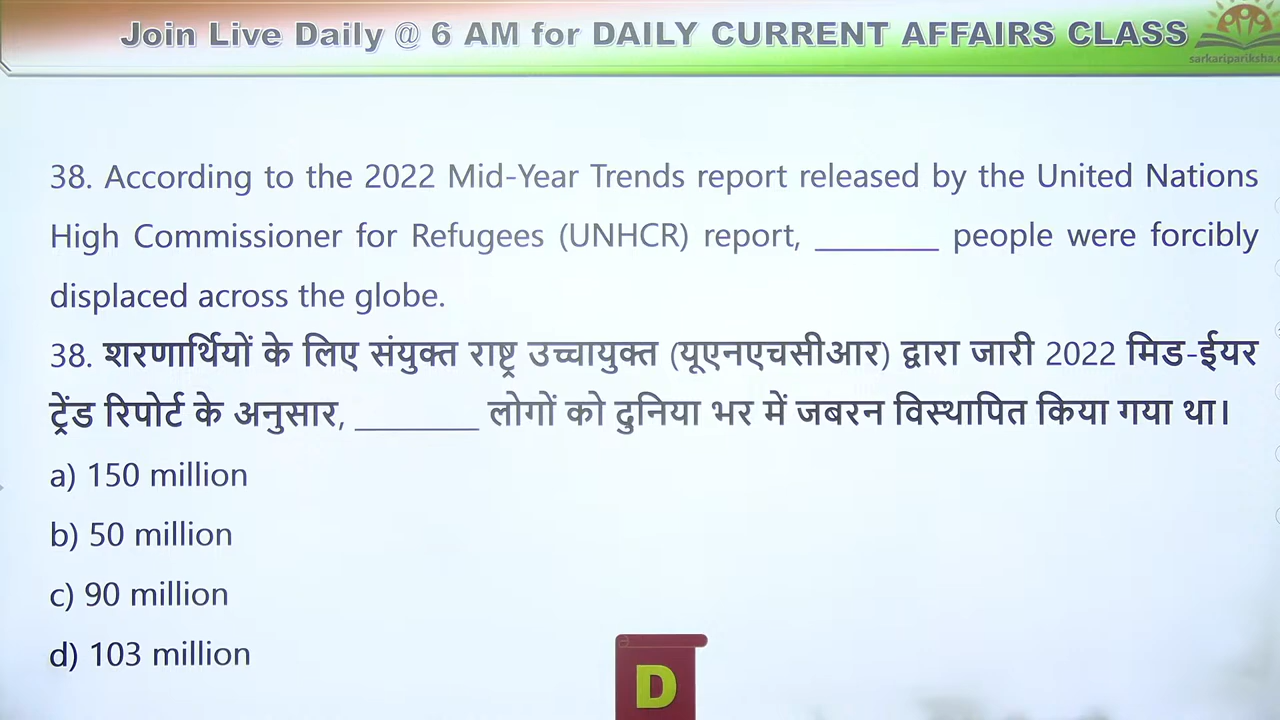 Join Live Daily @ 6 AM for DAILY CURRENT AFFAIRS CLASS
sarkaripariksha.c
38. According to the 2022 Mid-Year Trends report released by the United Nations
High Commissioner for Refugees (UNHCR) report, ________ people were forcibly
displaced across the globe.
38. शरणार्थियों के लिए संयुक्त राष्ट्र उच्चायुक्त (यूएनएचसीआर) द्वारा जारी 2022 मिड-ईयर
ट्रेंड रिपोर्ट के अनुसार, ________ लोगों को दुनिया भर में जबरन विस्थापित किया गया था।
a) 150 million
b) 50 million
c) 90 million
d) 103 million
D